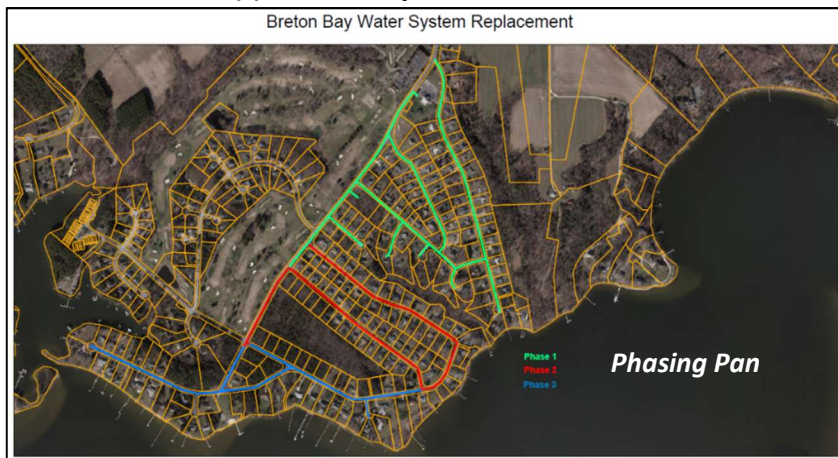 Breton Bay Water System Replacement
Phase 1
Phase 2
Phase 3
Phasing Pan